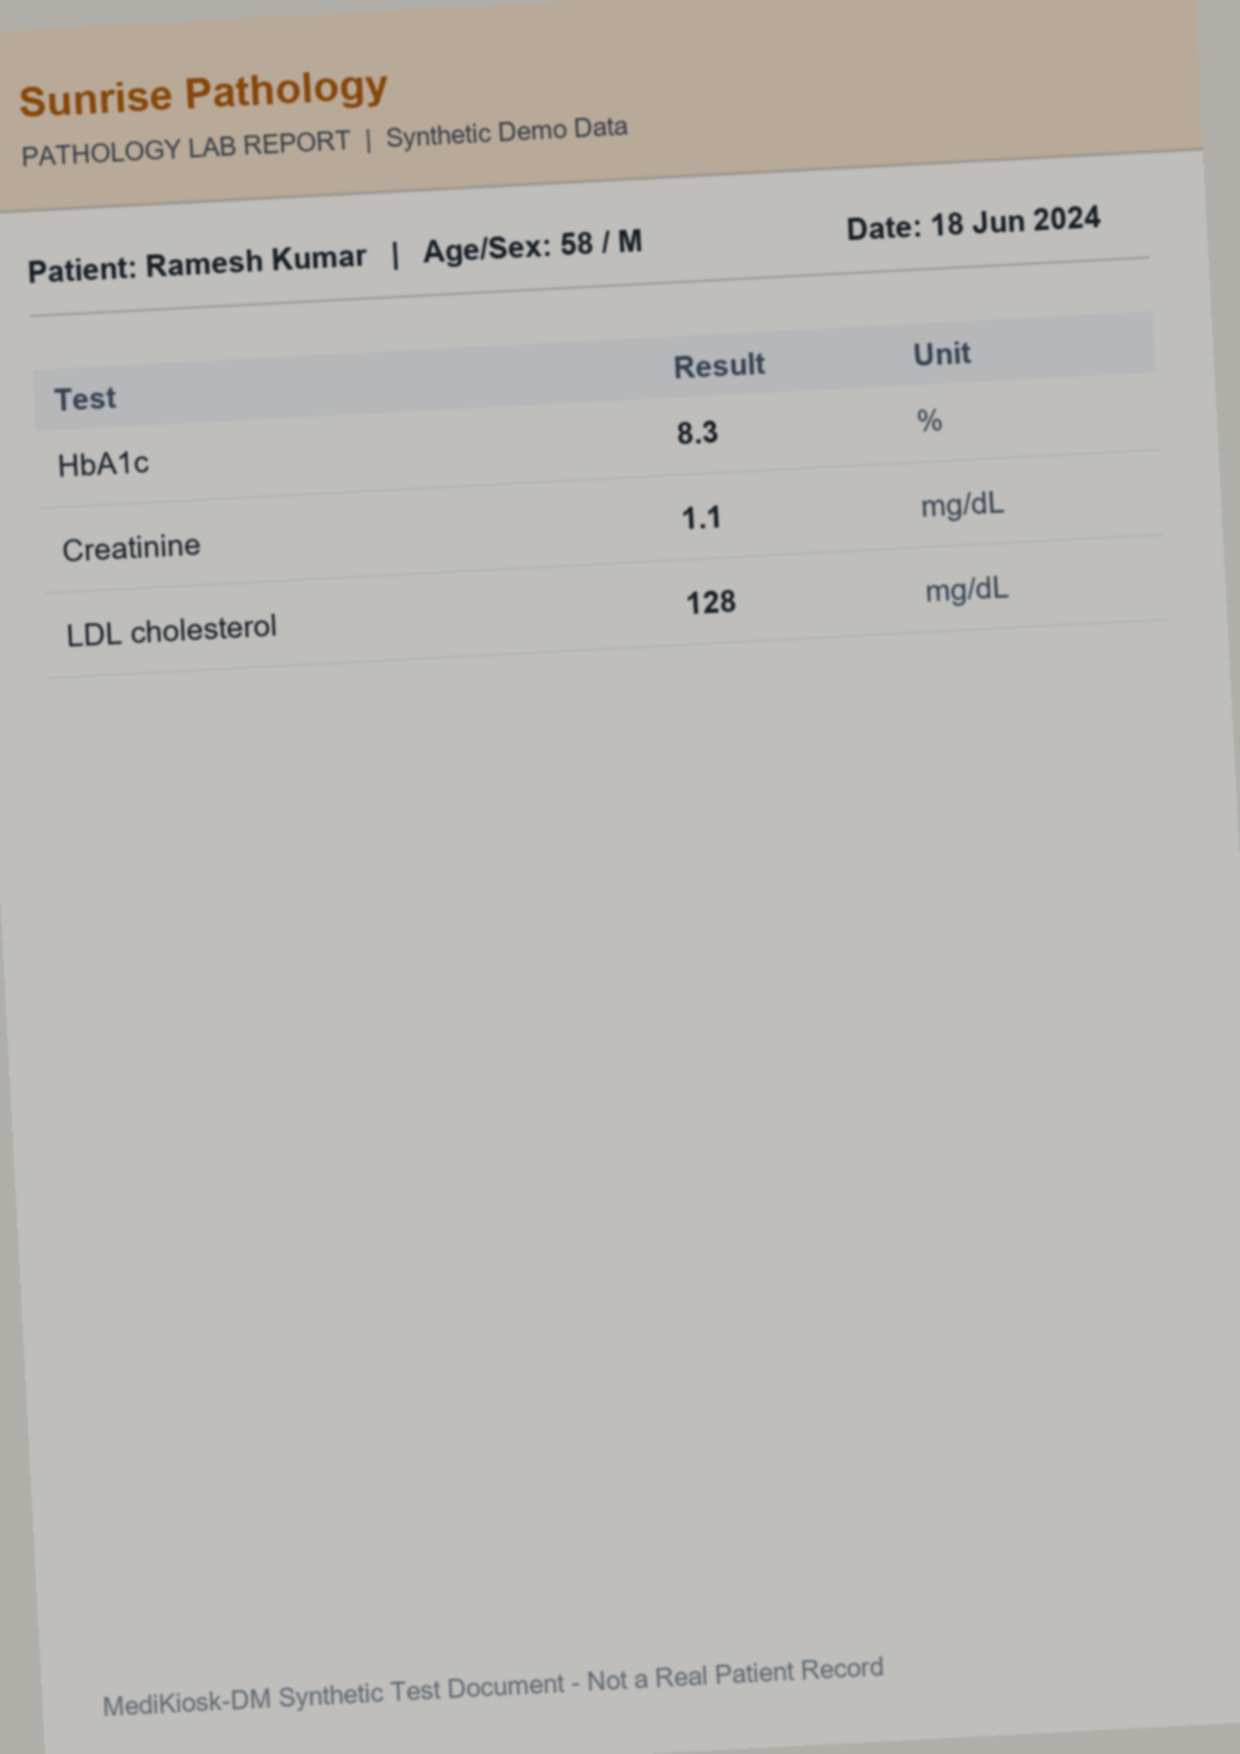 Sunrise Pathology
PATHOLOGY LAB REPORT | Synthetic Demo Data
Patient: Ramesh Kumar | Age/Sex: 58 / M Date: 18 Jun 2024
Test Result Unit
HbA1c 8.3 %
Creatinine 1.1 mg/dL
LDL cholesterol 128 mg/dL
MediKiosk-DM Synthetic Test Document - Not a Real Patient Record